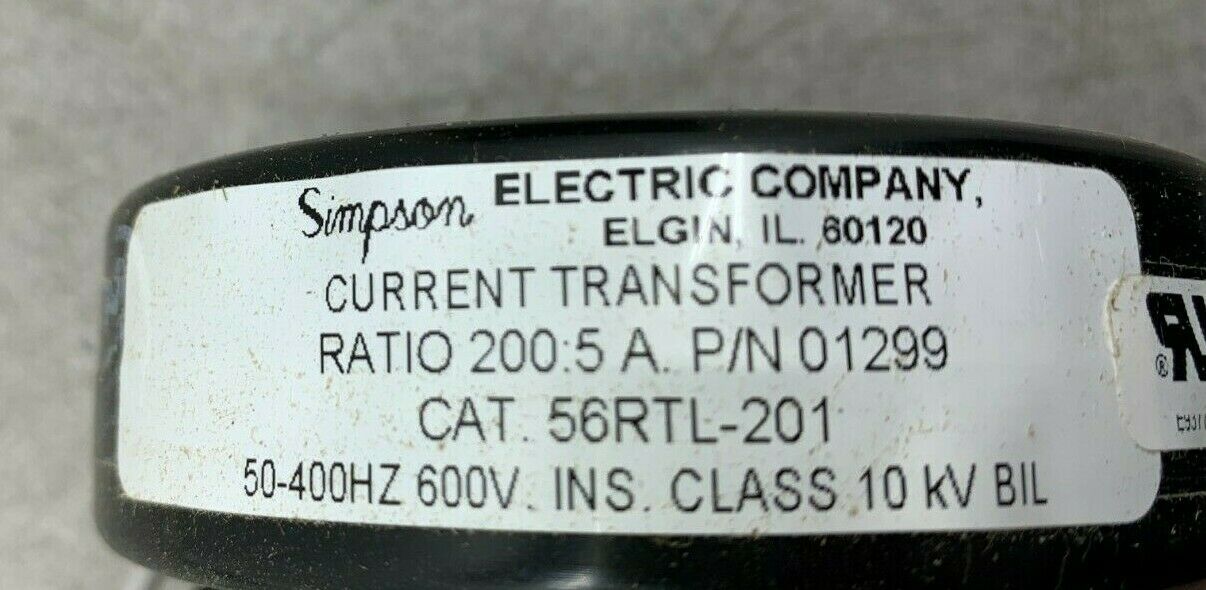 Simpson ELECTRIC COMPANY,
ELGIN, IL. 60120
CURRENT TRANSFORMER
RATIO 200:5 A. P/N 01299
CAT. 56RTL-201
50-400HZ 600V. INS. CLASS 10 kV BIL
®